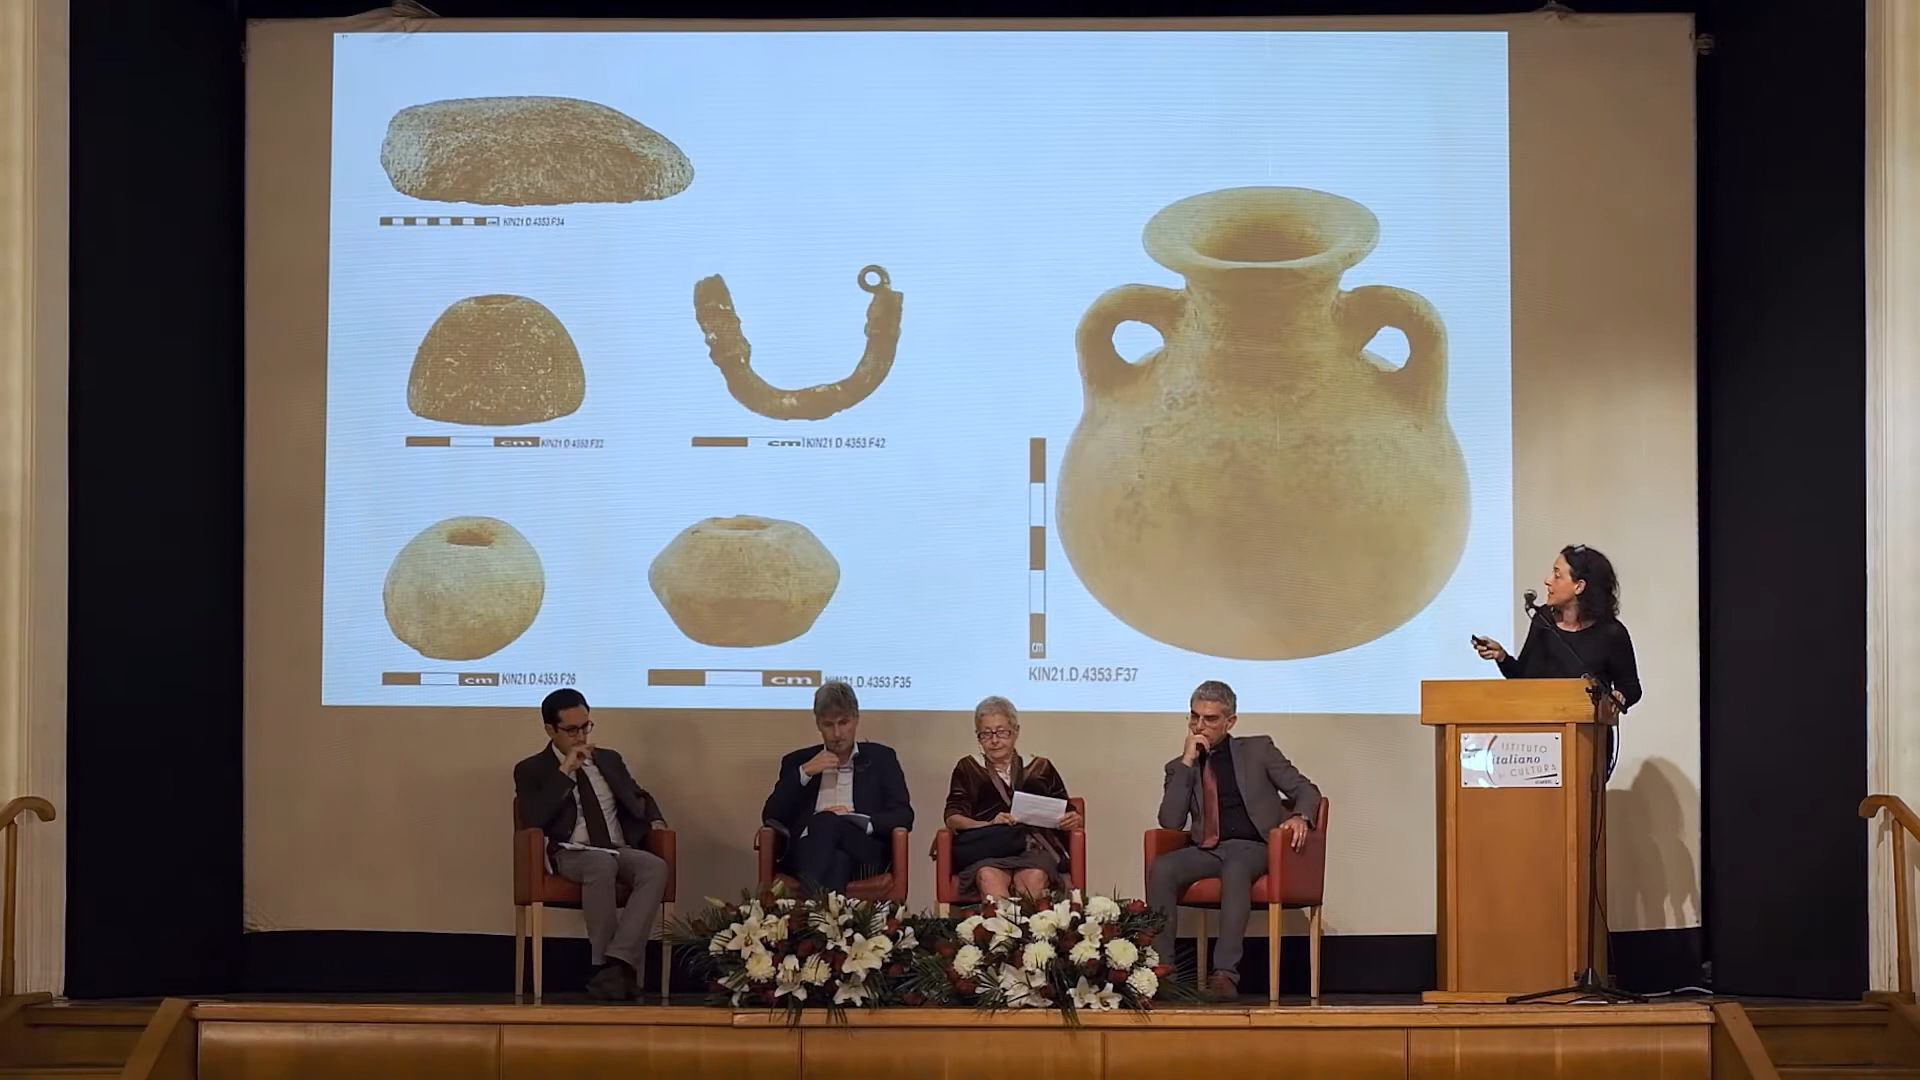 KIN21.D.4353.F34
cm KIN21.D.4353.F22
cm KIN21.D.4353.F42
cm KIN21.D.4353.F26
cm KIN21.D.4353.F35
cm
KIN21.D.4353.F37
ISTITUTO
italiano
DI CULTURA